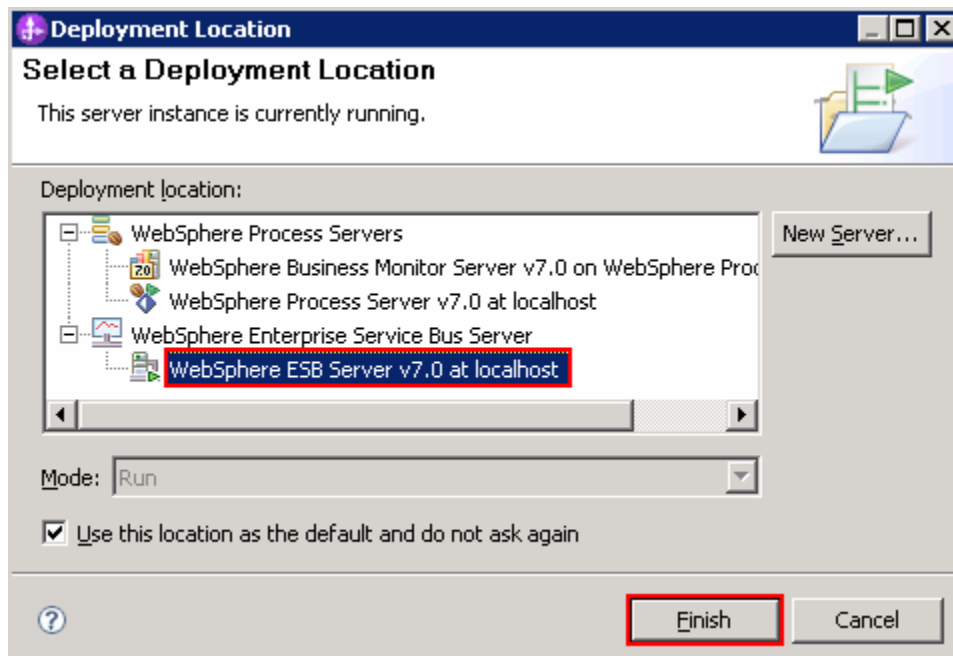 Deployment Location
Select a Deployment Location
This server instance is currently running.
Deployment location:
WebSphere Process Servers
New Server...
20
WebSphere Business Monitor Server v7.0 on WebSphere Proc
WebSphere Process Server v7.0 at localhost
WebSphere Enterprise Service Bus Server
WebSphere ESB Server v7.0 at localhost
Mode: Run
Use this location as the default and do not ask again
?
Finish
Cancel